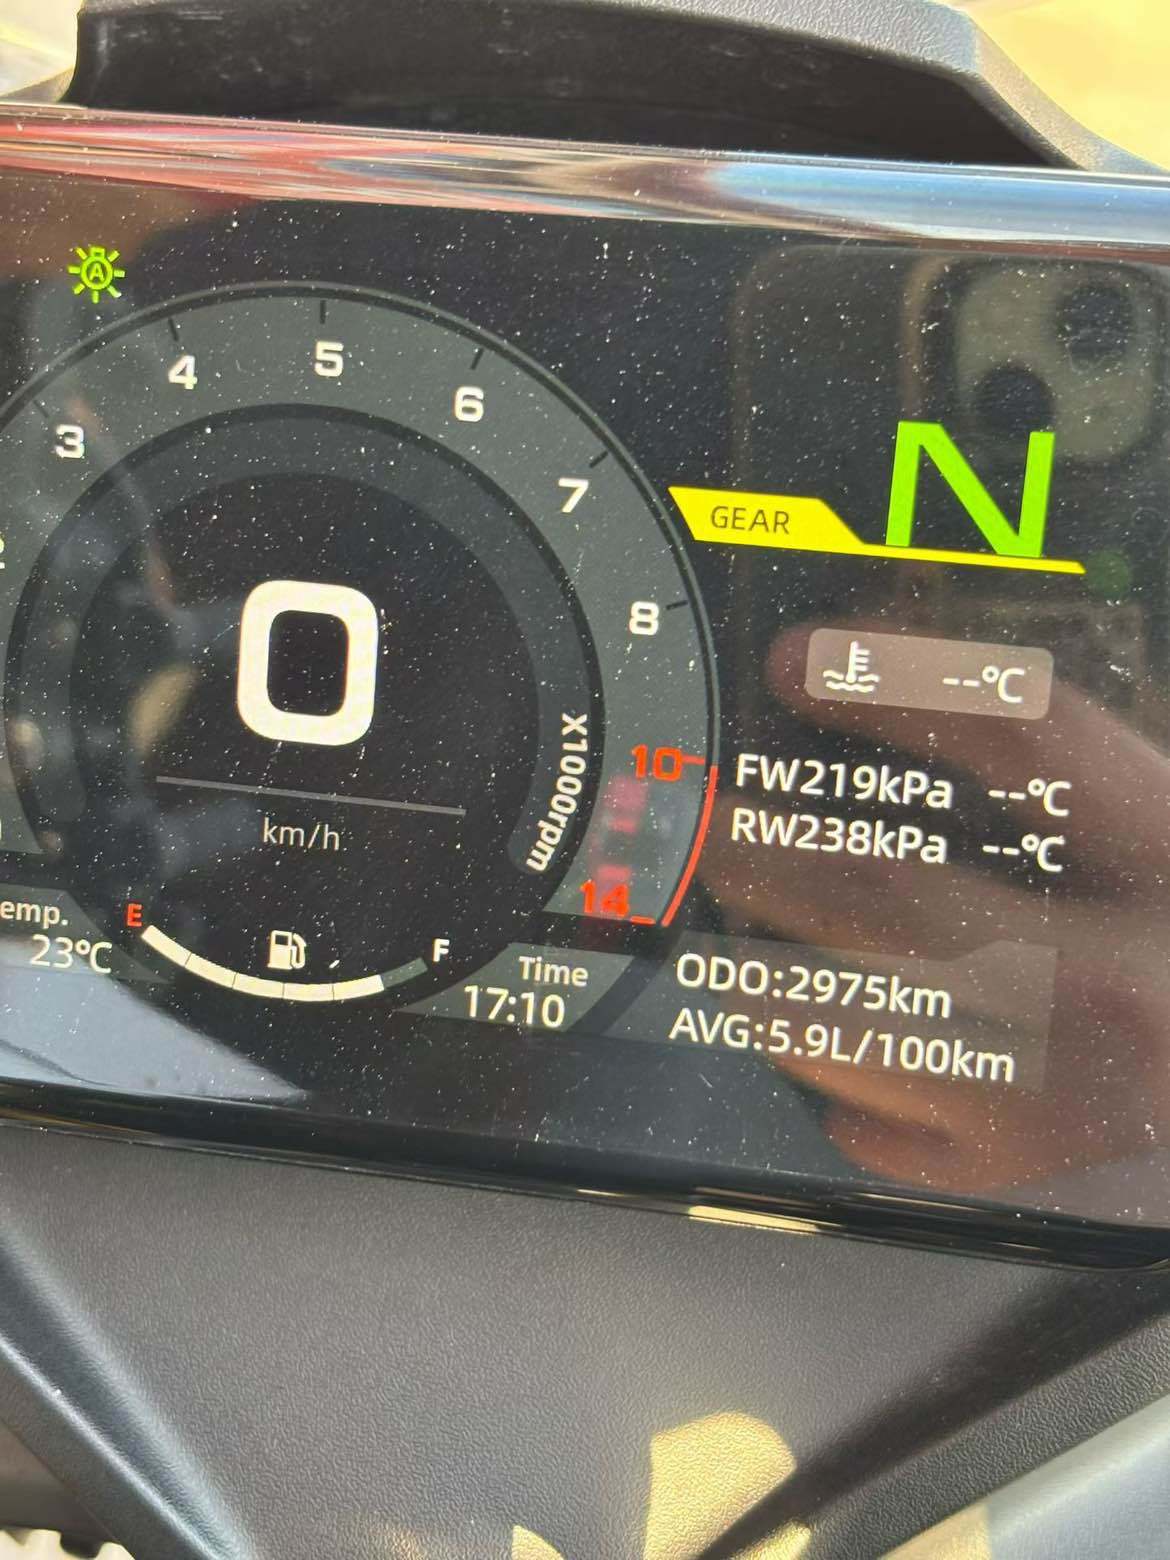 A
3
4
5
6
7
8
10
14
X1000rpm
GEAR
N
0
km/h
--℃
FW219kPa --℃
RW238kPa --℃
emp.
23℃
E
F
Time
17:10
ODO:2975km
AVG:5.9L/100km